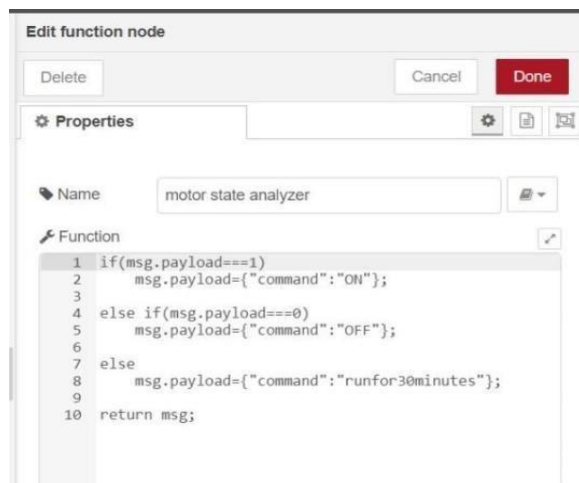 Edit function node
Delete
Cancel
Done
Properties
Name
motor state analyzer
Function
1 if(msg.payload===1)
2     msg.payload={"command":"ON"};
3
4 else if(msg.payload===0)
5     msg.payload={"command":"OFF"};
6
7 else
8     msg.payload={"command":"runfor30minutes"};
9
10 return msg;